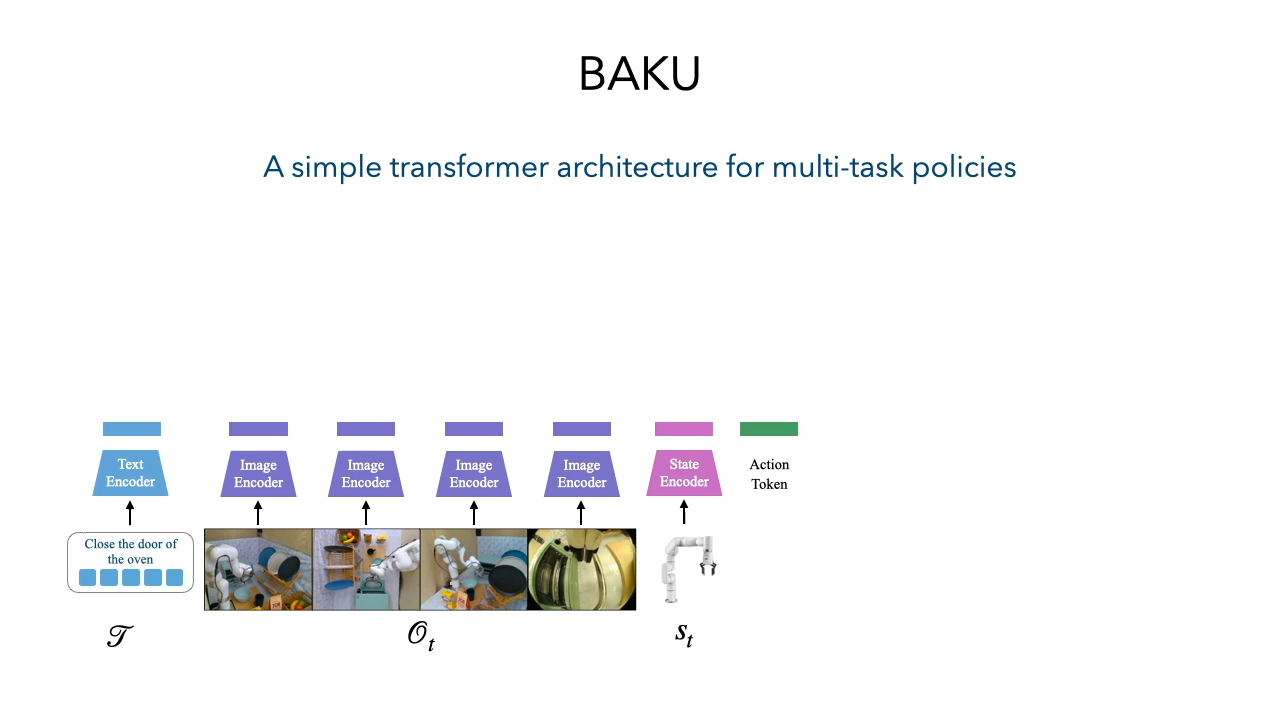 BAKU
A simple transformer architecture for multi-task policies
Text
Encoder
Image
Encoder
Image
Encoder
Image
Encoder
Image
Encoder
State
Encoder
Action
Token
Close the door of
the oven
𝒯
𝒪t
st